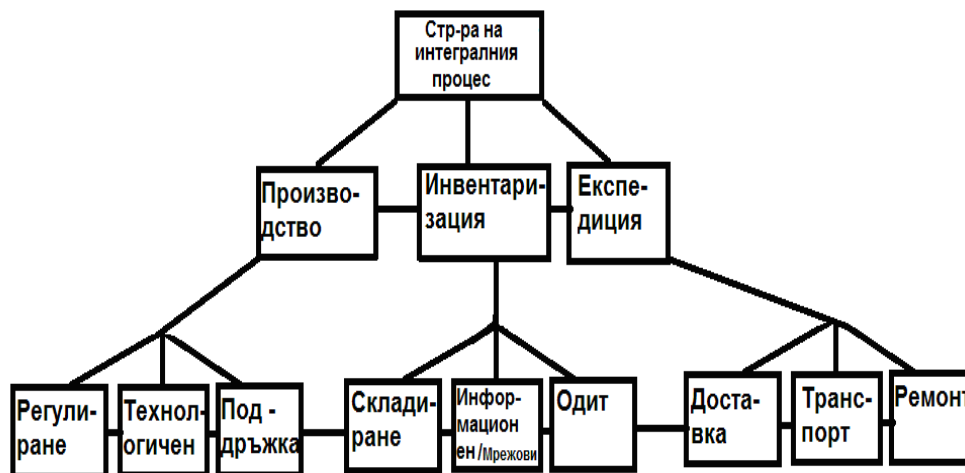 Стр-ра на
интегралния
процес
Произво-
дство
Инвентари-
зация
Експе-
диция
Регули-
ране
Технол-
огичен
Под -
дръжка
Склади-
ране
Инфор-
мацион
ен/Мрежови
Одит
Доста-
вка
Транс-
порт
Ремонт